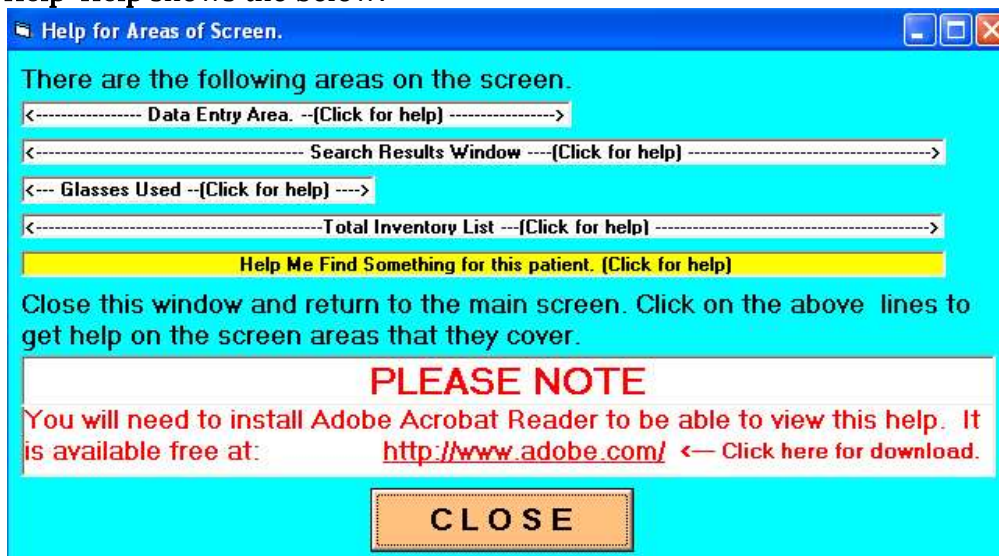 Help for Areas of Screen.
There are the following areas on the screen.
<---------------- Data Entry Area. --(Click for help) ---------------->
<---------------------------------------- Search Results Window ----(Click for help) ------------------------------------->
<--- Glasses Used --(Click for help) ---->
<-------------------------------------------Total Inventory List ---(Click for help) ----------------------------------------->
Help Me Find Something for this patient. (Click for help)
Close this window and return to the main screen. Click on the above lines to
get help on the screen areas that they cover.
PLEASE NOTE
You will need to install Adobe Acrobat Reader to be able to view this help. It
is available free at: http://www.adobe.com/ <--- Click here for download.
CLOSE